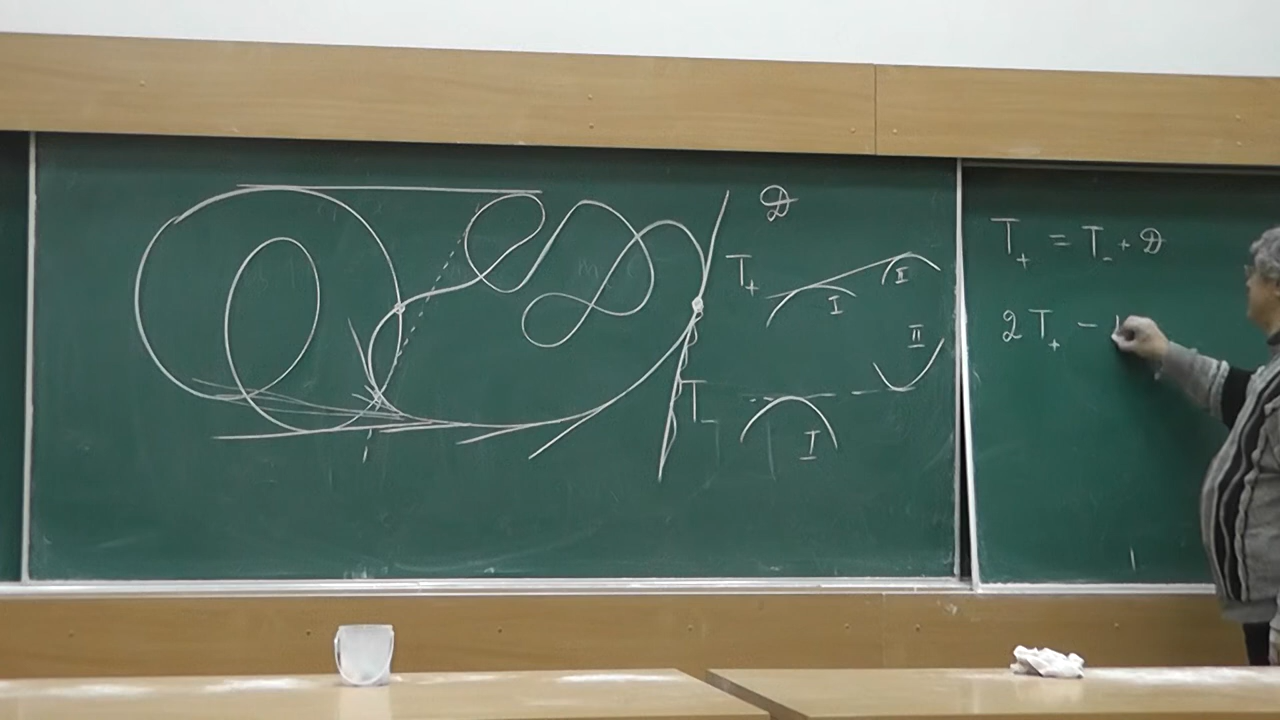 𝒟
T₊
I
II
T₋
I
II
T₊ = T₋ + 𝒟
2T₊ -